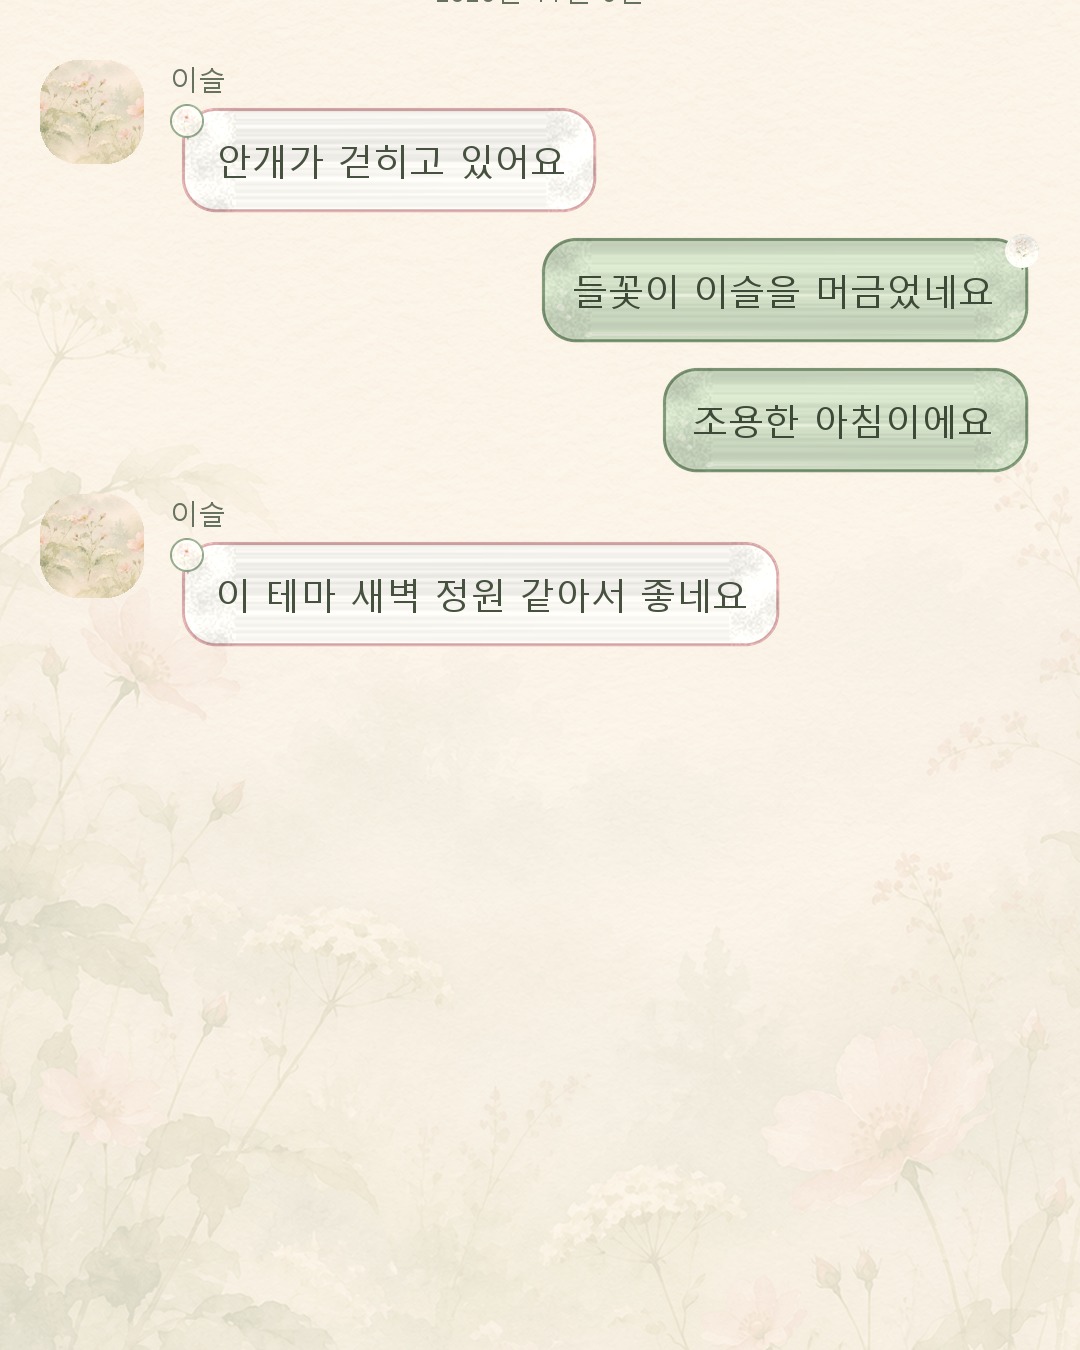 이슬
안개가 걷히고 있어요
들꽃이 이슬을 머금었네요
조용한 아침이에요
이슬
이 테마 새벽 정원 같아서 좋네요